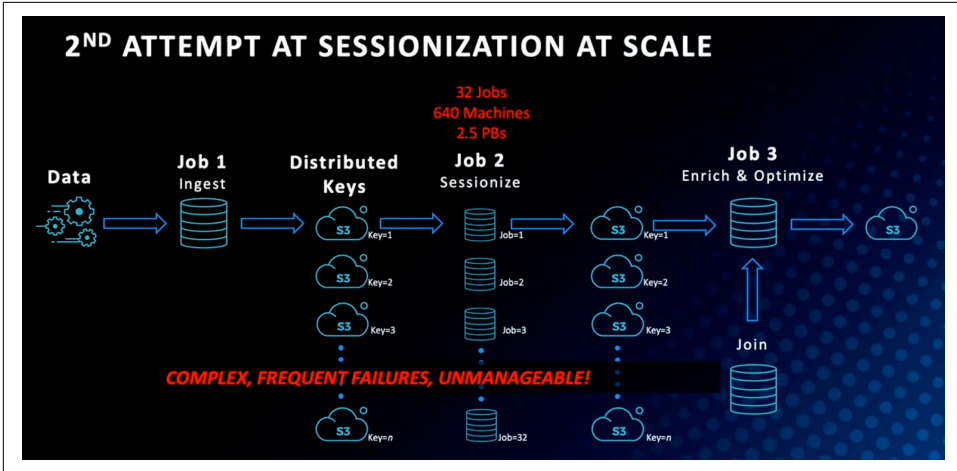 2ND ATTEMPT AT SESSIONIZATION AT SCALE
32 Jobs
640 Machines
2.5 PBs
Data
Job 1
Ingest
Distributed
Keys
Job 2
Sessionize
Job 3
Enrich & Optimize
S3
Key=1
Job=1
S3
Key=1
S3
S3
Key=2
Job=2
S3
Key=2
S3
Key=3
Job=3
S3
Key=3
Join
COMPLEX, FREQUENT FAILURES, UNMANAGEABLE!
S3
Key=n
Job=32
S3
Key=n